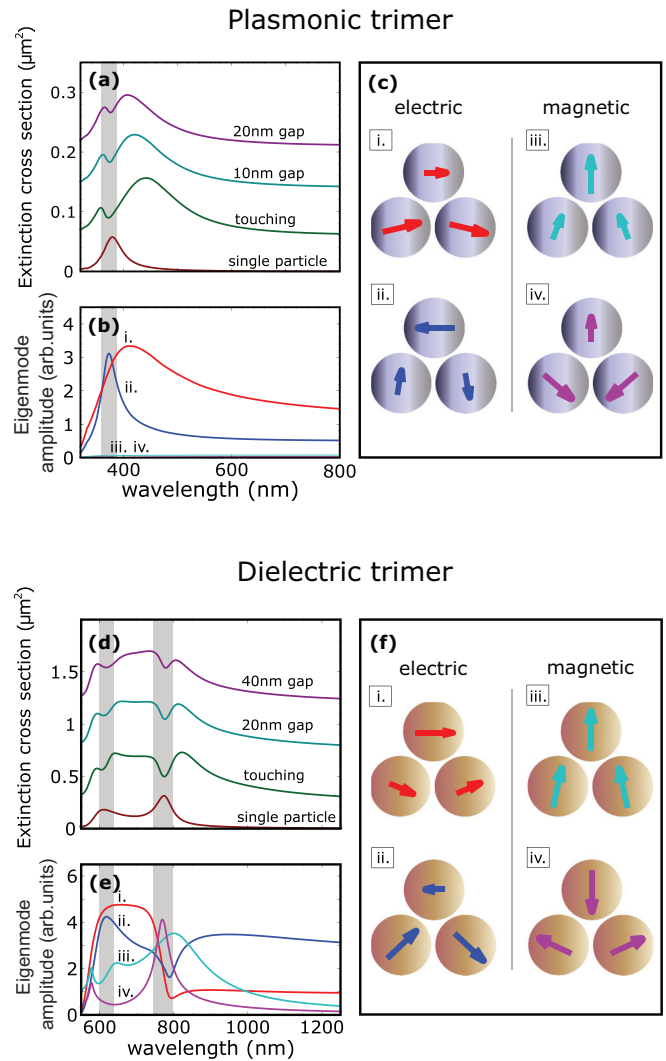 Plasmonic trimer
(a)
Extinction cross section (μm²)
0.3
0.2
0.1
0
20nm gap
10nm gap
touching
single particle
(b)
Eigenmode
amplitude (arb.units)
4
3
2
1
0
i.
ii.
iii. iv.
400
600
800
wavelength (nm)
(c)
electric
magnetic
i.
iii.
ii.
iv.
Dielectric trimer
(d)
Extinction cross section (μm²)
1.5
1
0.5
0
40nm gap
20nm gap
touching
single particle
(e)
Eigenmode
amplitude (arb.units)
6
4
2
0
i.
ii.
iii.
iv.
600
800
1000
1200
wavelength (nm)
(f)
electric
magnetic
i.
iii.
ii.
iv.